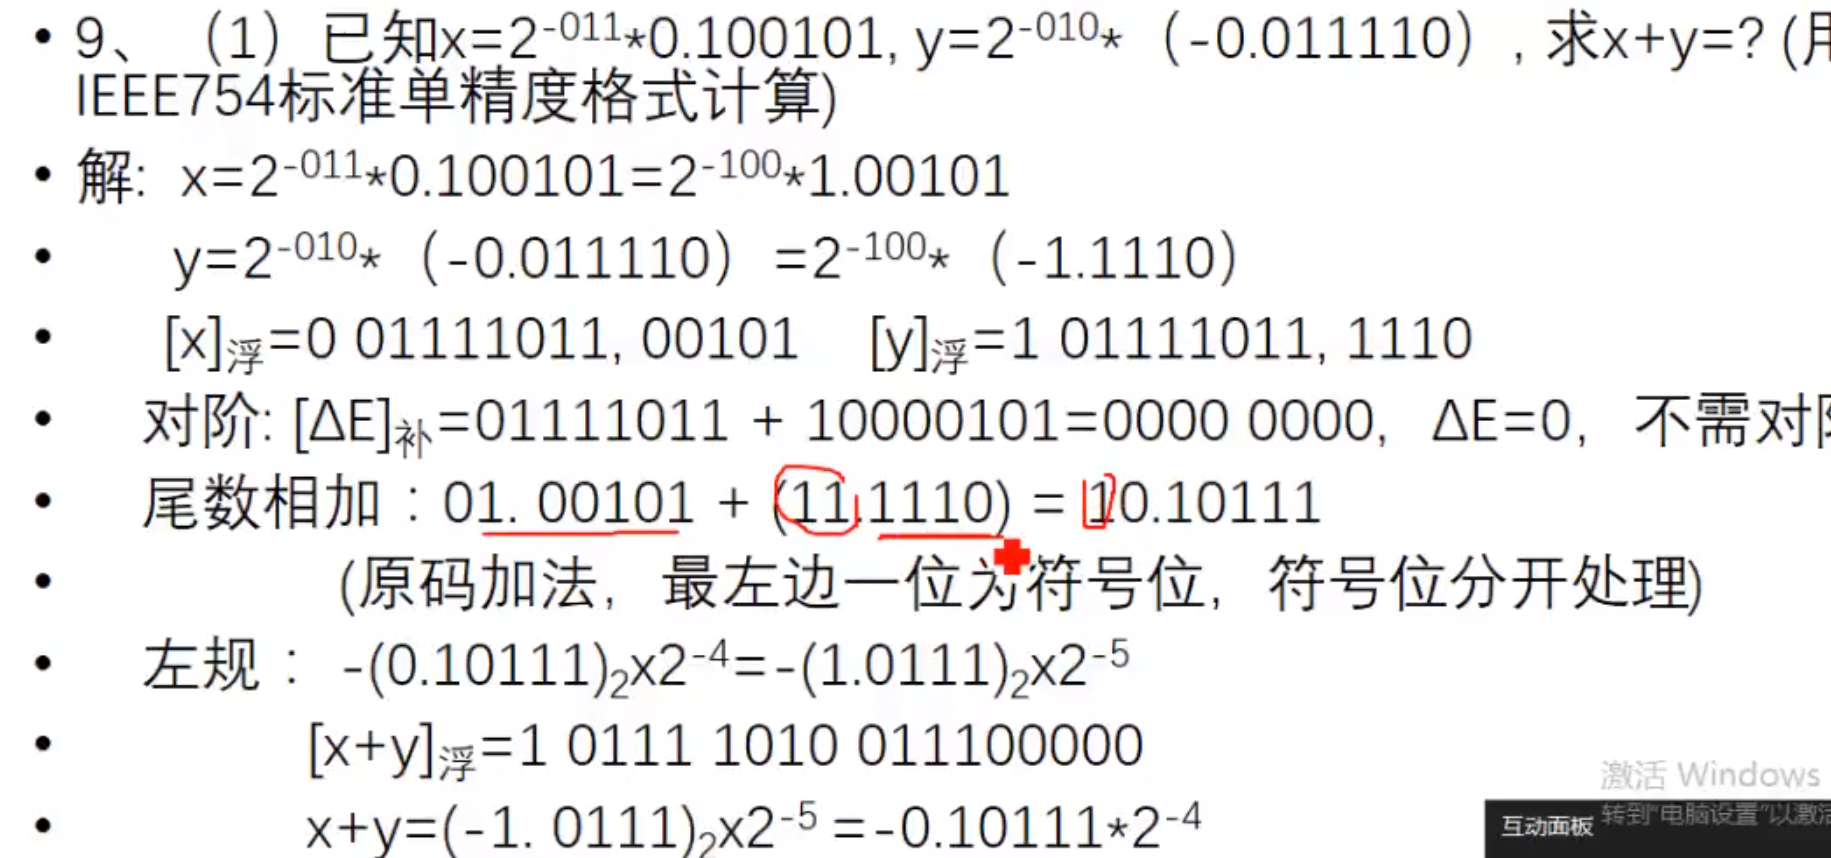 • 9、（1）已知x=2^-011*0.100101, y=2^-010*（-0.011110）, 求x+y=? (用
IEEE754标准单精度格式计算)
• 解: x=2^-011*0.100101=2^-100*1.00101
• y=2^-010*（-0.011110）=2^-100*（-1.1110）
• [x]浮=0 01111011, 00101 [y]浮=1 01111011, 1110
• 对阶: [ΔE]补=01111011 + 10000101=0000 0000, ΔE=0, 不需对阶
• 尾数相加：01. 00101 + (11.1110) = 10.10111
• (原码加法, 最左边一位为符号位, 符号位分开处理)
• 左规： -(0.10111)₂x2^-4=-(1.0111)₂x2^-5
• [x+y]浮=1 0111 1010 011100000
• x+y=(-1. 0111)₂x2^-5 =-0.10111*2^-4
激活 Windows
转到"电脑设置"以激活
互动面板